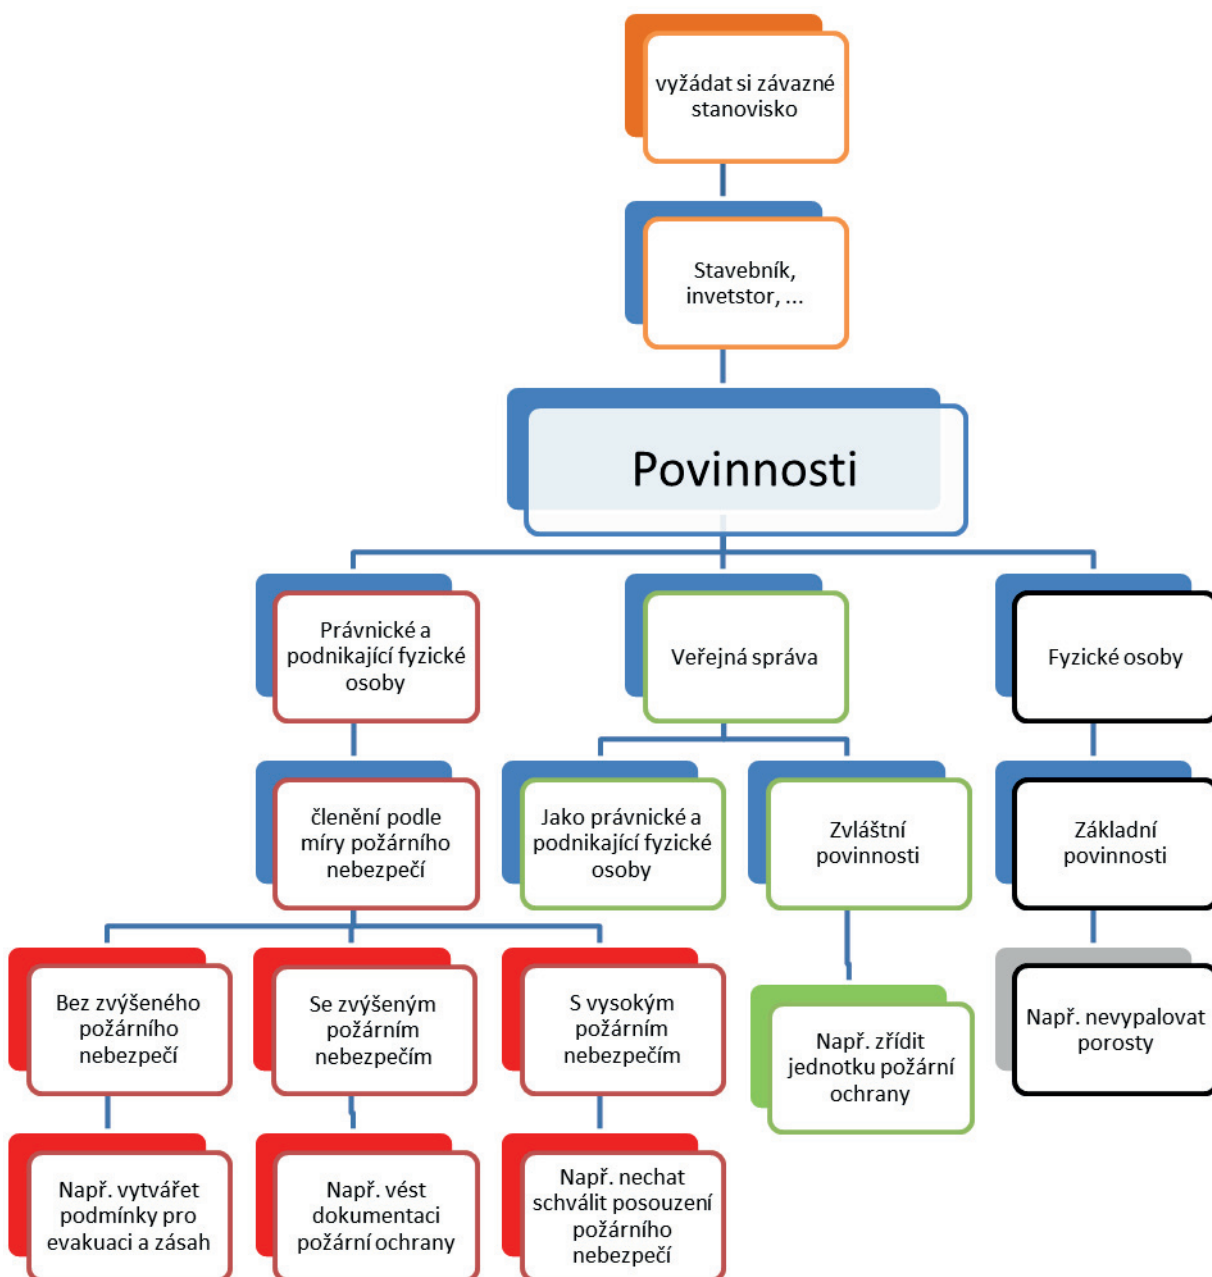 vyžádat si závazné
stanovisko
Stavebník,
invetstor, ...
Povinnosti
Právnické a
podnikající fyzické
osoby
Veřejná správa
Fyzické osoby
členění podle
míry požárního
nebezpečí
Jako právnické a
podnikající fyzické
osoby
Zvláštní
povinnosti
Základní
povinnosti
Bez zvýšeného
požárního
nebezpečí
Se zvýšeným
požárním
nebezpečím
S vysokým
požárním
nebezpečím
Např. zřídit
jednotku požární
ochrany
Např. nevypalovat
porosty
Např. vytvářet
podmínky pro
evakuaci a zásah
Např. vést
dokumentaci
požární ochrany
Např. nechat
schválit posouzení
požárního
nebezpečí